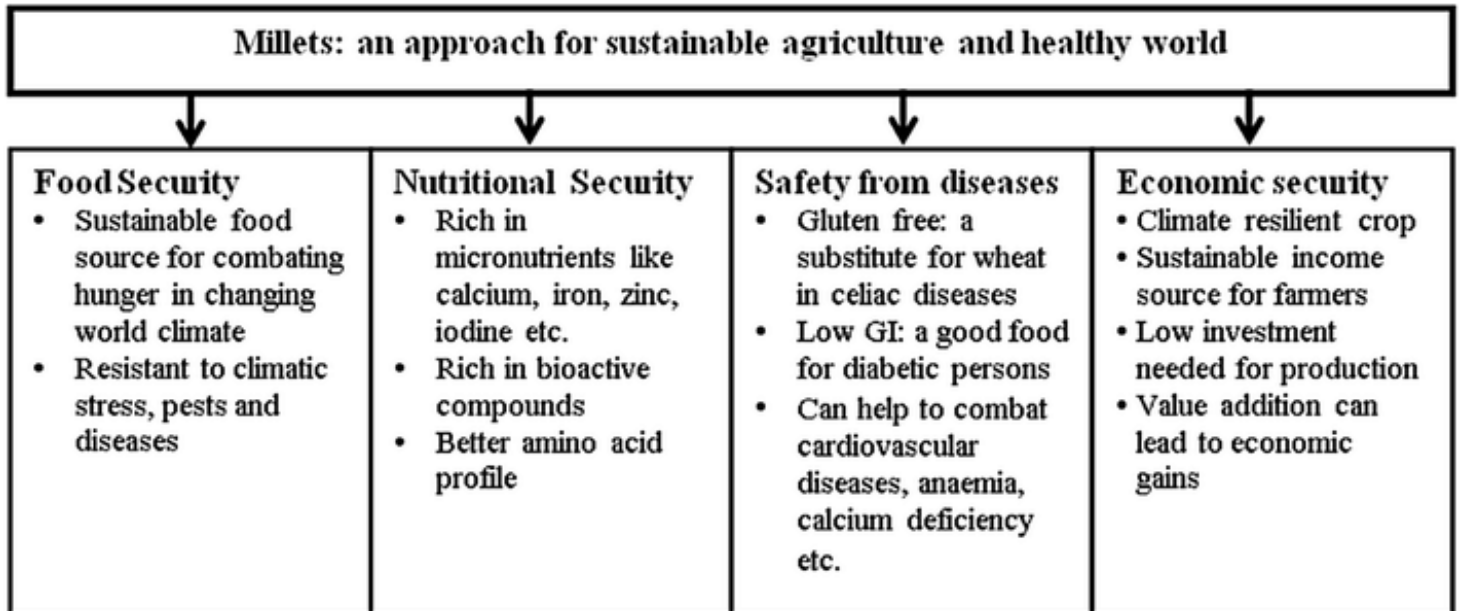 Millets: an approach for sustainable agriculture and healthy world
Food Security
• Sustainable food
source for combating
hunger in changing
world climate
• Resistant to climatic
stress, pests and
diseases
Nutritional Security
• Rich in
micronutrients like
calcium, iron, zinc,
iodine etc.
• Rich in bioactive
compounds
• Better amino acid
profile
Safety from diseases
• Gluten free: a
substitute for wheat
in celiac diseases
• Low GI: a good food
for diabetic persons
• Can help to combat
cardiovascular
diseases, anaemia,
calcium deficiency
etc.
Economic security
• Climate resilient crop
• Sustainable income
source for farmers
• Low investment
needed for production
• Value addition can
lead to economic
gains